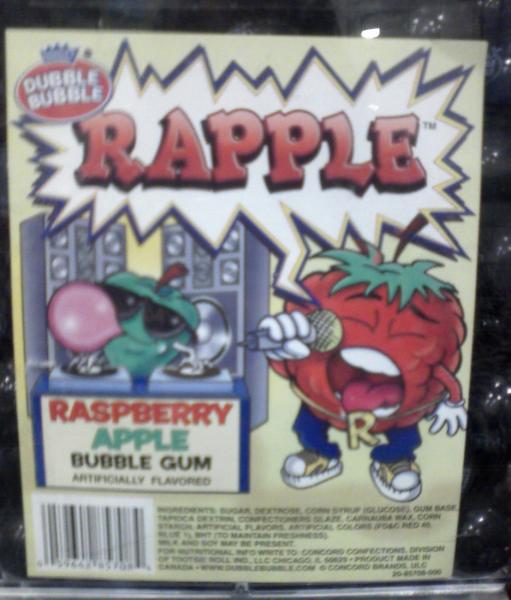 DUBBLE
BUBBLE
RAPPLE™
RASPBERRY
APPLE
BUBBLE GUM
ARTIFICIALLY FLAVORED
R
INGREDIENTS: SUGAR, DEXTROSE, CORN SYRUP (GLUCOSE), GUM BASE,
TAPIOCA DEXTRIN, CONFECTIONERS GLAZE, CARNAUBA WAX, CORN
STARCH, ARTIFICIAL FLAVORS, ARTIFICIAL COLORS (FD&C RED 40,
BLUE 1), BHT (TO MAINTAIN FRESHNESS).
MILK AND SOY MAY BE PRESENT.
FOR NUTRITIONAL INFO WRITE TO: CONCORD CONFECTIONS, DIVISION
OF TOOTSIE ROLL IND., LLC CHICAGO, IL 60629 • PRODUCT MADE IN
CANADA • WWW.DUBBLEBUBBLE.COM © CONCORD BRANDS, ULC